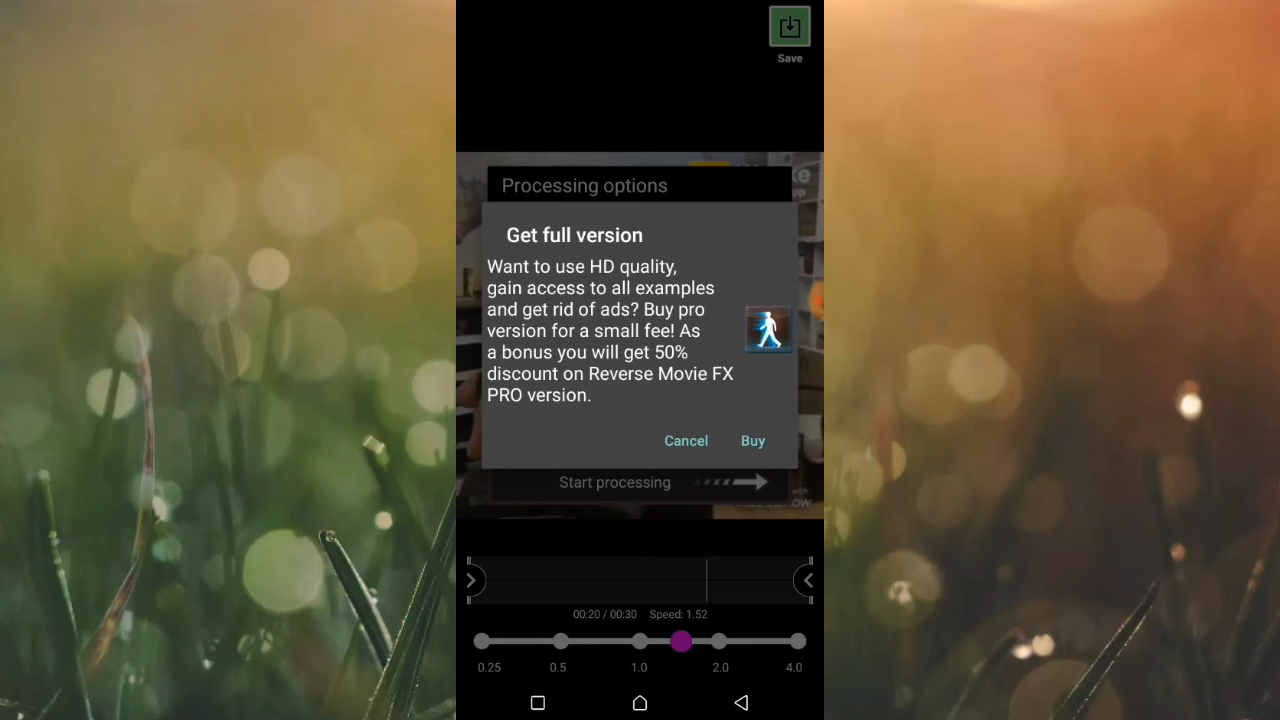 Save
Processing options
Get full version
Want to use HD quality,
gain access to all examples
and get rid of ads? Buy pro
version for a small fee! As
a bonus you will get 50%
discount on Reverse Movie FX
PRO version.
Cancel
Buy
Start processing
00:20 / 00:30 Speed: 1.52
0.25 0.5 1.0 2.0 4.0